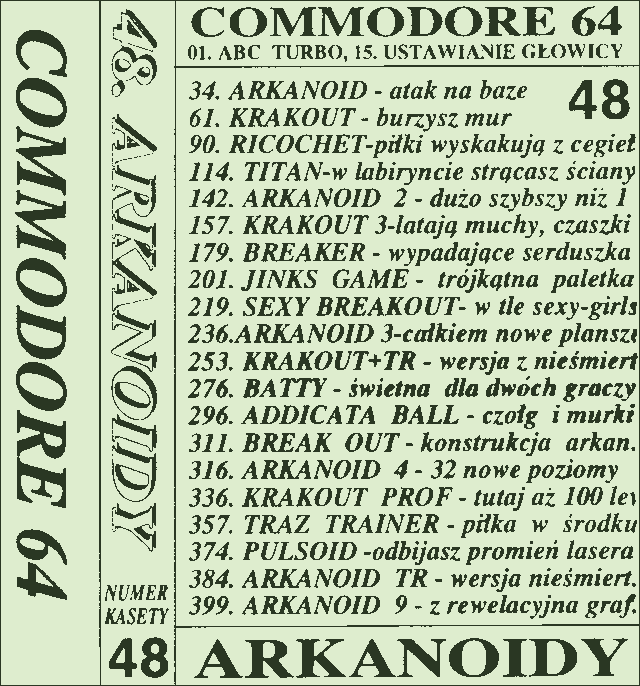 COMMODORE 64
48. ARKANOIDY
NUMER
KASETY
48
COMMODORE 64
01. ABC TURBO, 15. USTAWIANIE GŁOWICY
48
34. ARKANOID - atak na baze
61. KRAKOUT - burzysz mur
90. RICOCHET-piłki wyskakują z cegieł
114. TITAN-w labiryncie strącasz ściany
142. ARKANOID 2 - dużo szybszy niż 1
157. KRAKOUT 3-latają muchy, czaszki
179. BREAKER - wypadające serduszka
201. JINKS GAME - trójkątna paletka
219. SEXY BREAKOUT- w tle sexy-girls
236.ARKANOID 3-całkiem nowe plansze
253. KRAKOUT+TR - wersja z nieśmiert
276. BATTY - świetna dla dwóch graczy
296. ADDICATA BALL - czołg i murki
311. BREAK OUT - konstrukcja arkan.
316. ARKANOID 4 - 32 nowe poziomy
336. KRAKOUT PROF - tutaj aż 100 lev
357. TRAZ TRAINER - piłka w środku
374. PULSOID -odbijasz promień lasera
384. ARKANOID TR - wersja nieśmiert.
399. ARKANOID 9 - z rewelacyjna graf.
ARKANOIDY